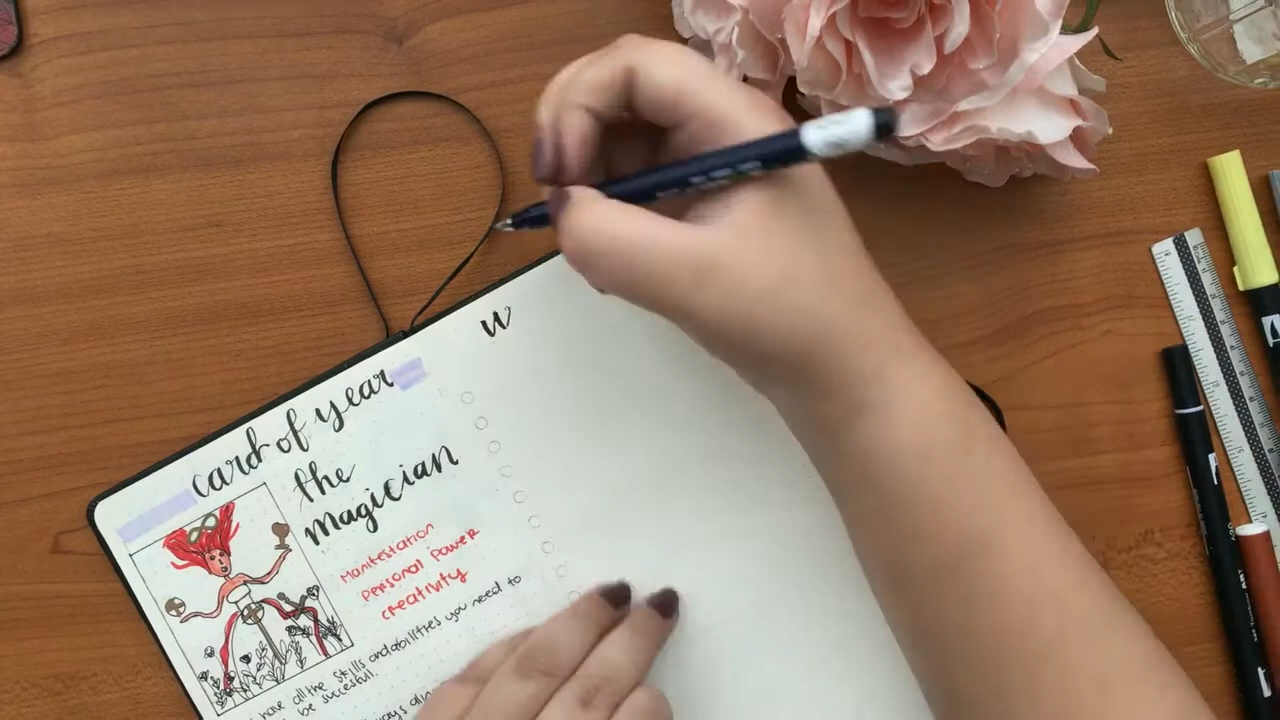 card of year
the
Magician
Manifestation
Personal Power
creativity
have all the skills and abilities you need to
be succesfull.
W